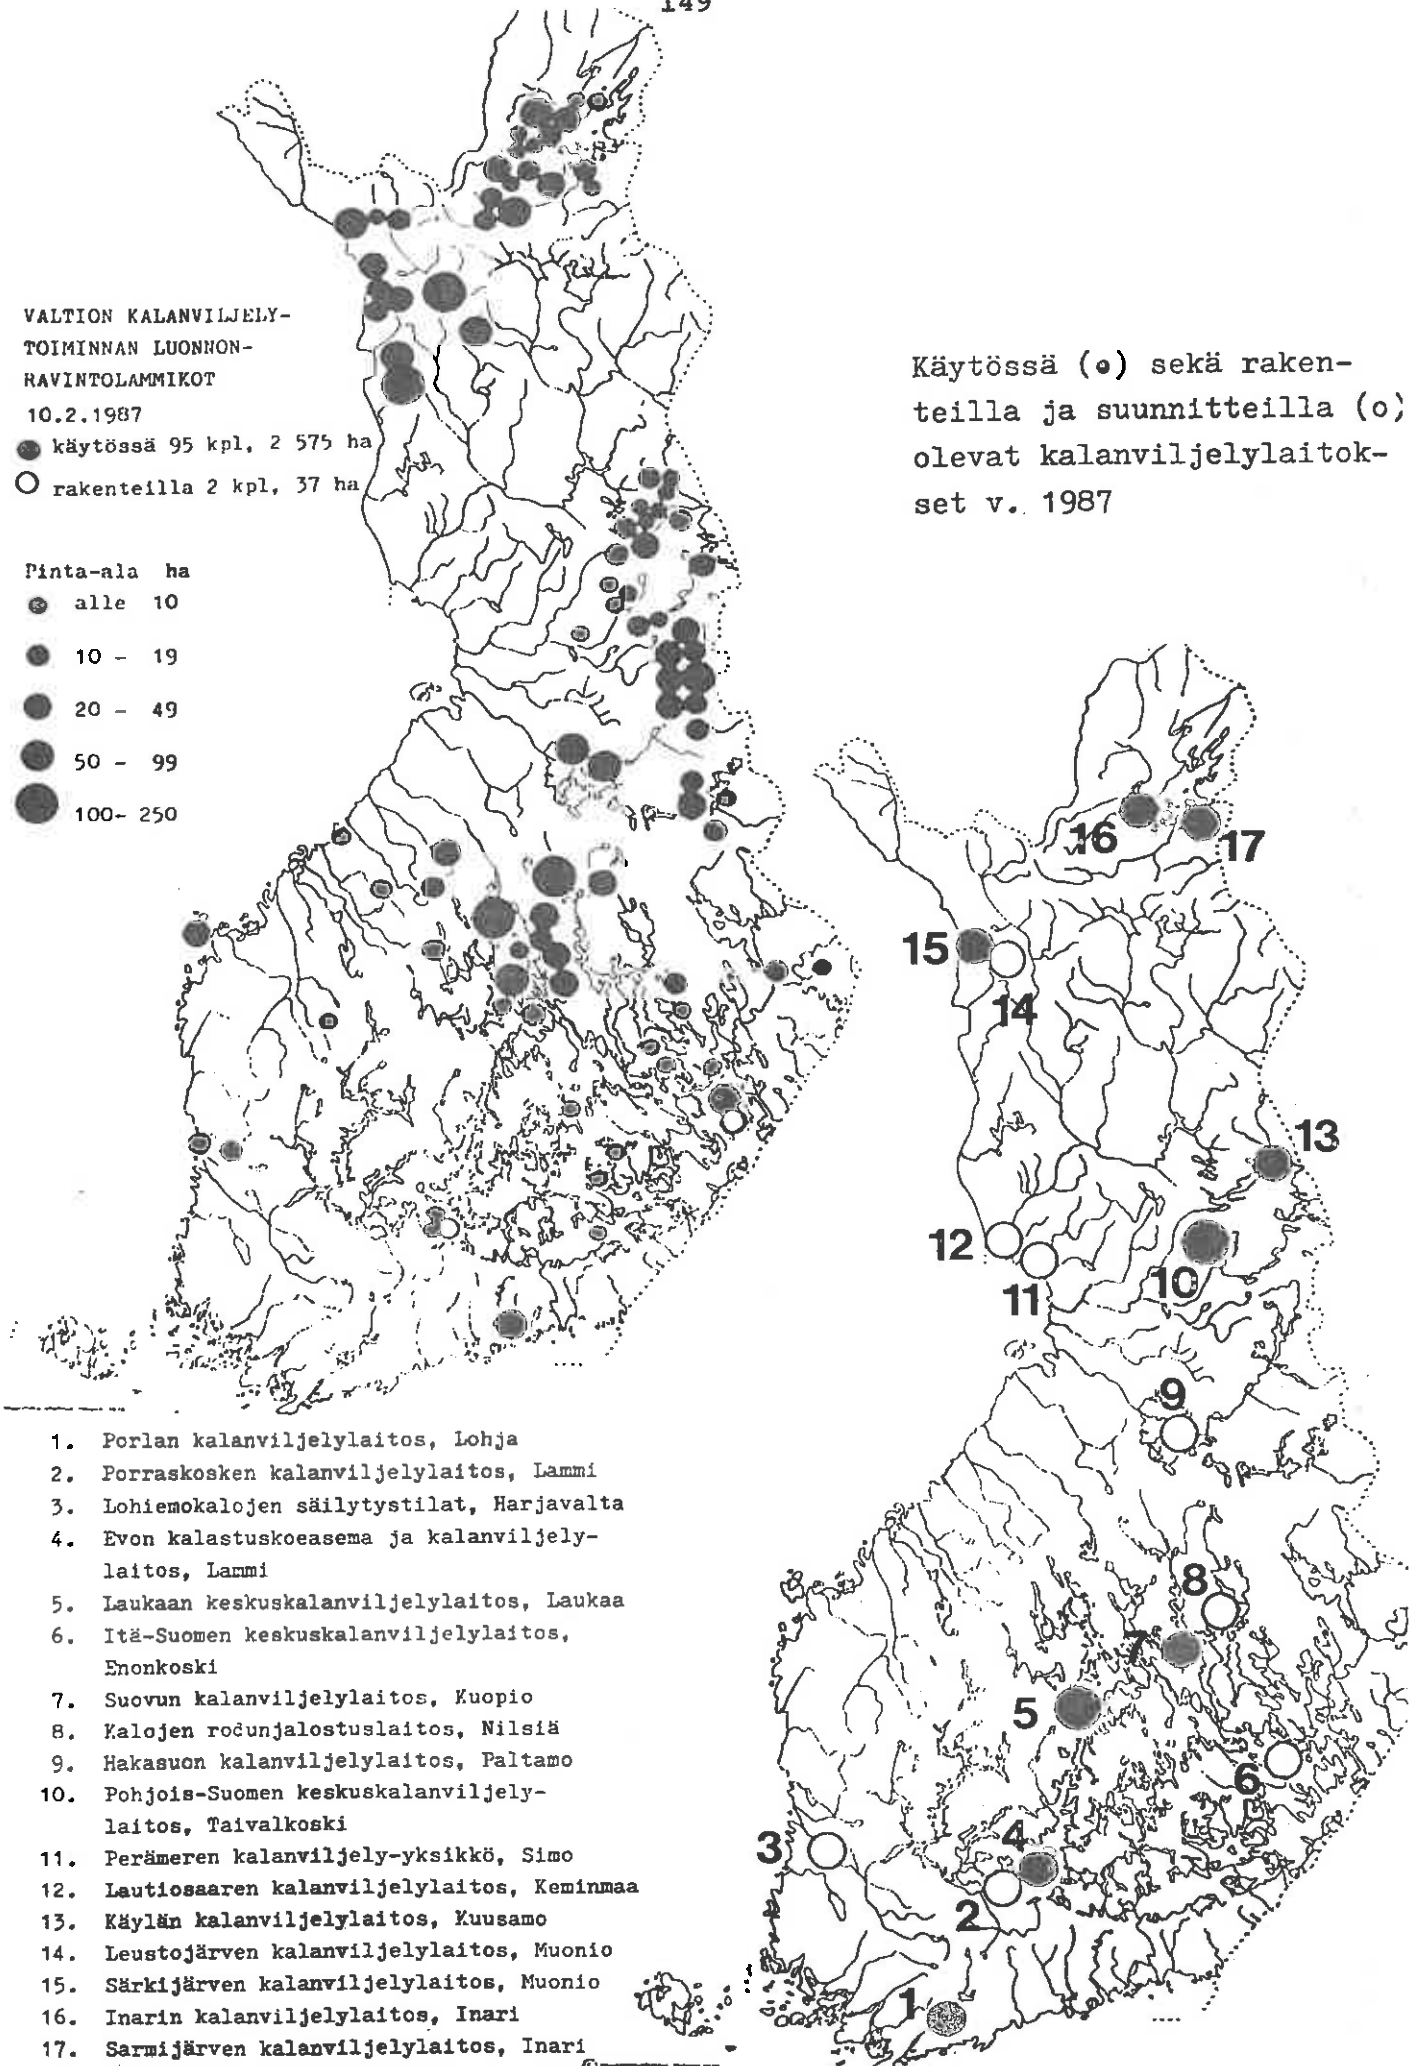 149
VALTION KALANVILJELY-
TOIMINNAN LUONNON-
RAVINTOLAMMIKOT
10.2.1987
käytössä 95 kpl, 2 575 ha
rakenteilla 2 kpl, 37 ha
Pinta-ala ha
alle 10
10 - 19
20 - 49
50 - 99
100- 250
Käytössä (•) sekä raken-
teilla ja suunnitteilla (o)
olevat kalanviljelylaitok-
set v. 1987
16
17
15
14
13
12
11
10
9
8
7
5
6
4
3
2
1
1. Porlan kalanviljelylaitos, Lohja
2. Porraskosken kalanviljelylaitos, Lammi
3. Lohiemokalojen säilytystilat, Harjavalta
4. Evon kalastuskoeasema ja kalanviljely-
laitos, Lammi
5. Laukaan keskuskalanviljelylaitos, Laukaa
6. Itä-Suomen keskuskalanviljelylaitos,
Enonkoski
7. Suovun kalanviljelylaitos, Kuopio
8. Kalojen rodunjalostuslaitos, Nilsiä
9. Hakasuon kalanviljelylaitos, Paltamo
10. Pohjois-Suomen keskuskalanviljely-
laitos, Taivalkoski
11. Perämeren kalanviljely-yksikkö, Simo
12. Lautiosaaren kalanviljelylaitos, Keminmaa
13. Käylän kalanviljelylaitos, Kuusamo
14. Leustojärven kalanviljelylaitos, Muonio
15. Särkijärven kalanviljelylaitos, Muonio
16. Inarin kalanviljelylaitos, Inari
17. Sarmijärven kalanviljelylaitos, Inari